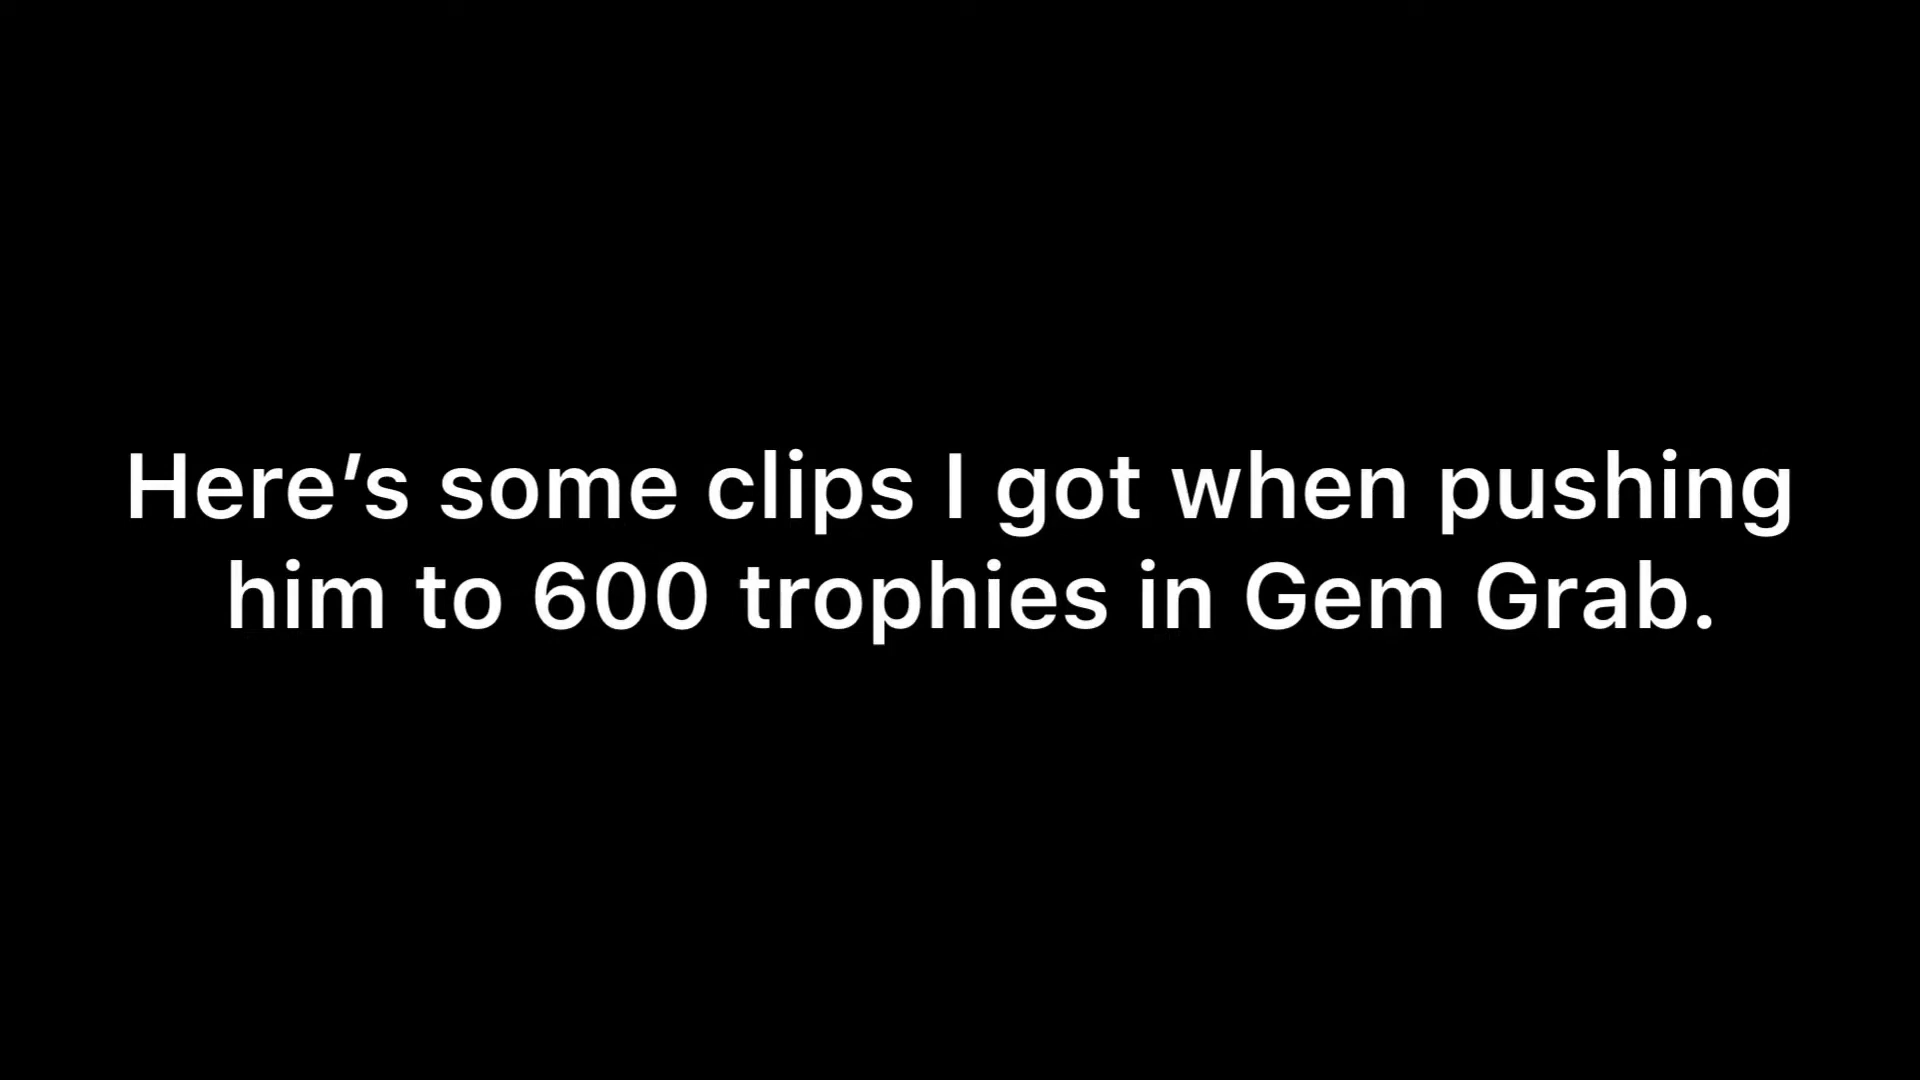 Here’s some clips I got when pushing
him to 600 trophies in Gem Grab.